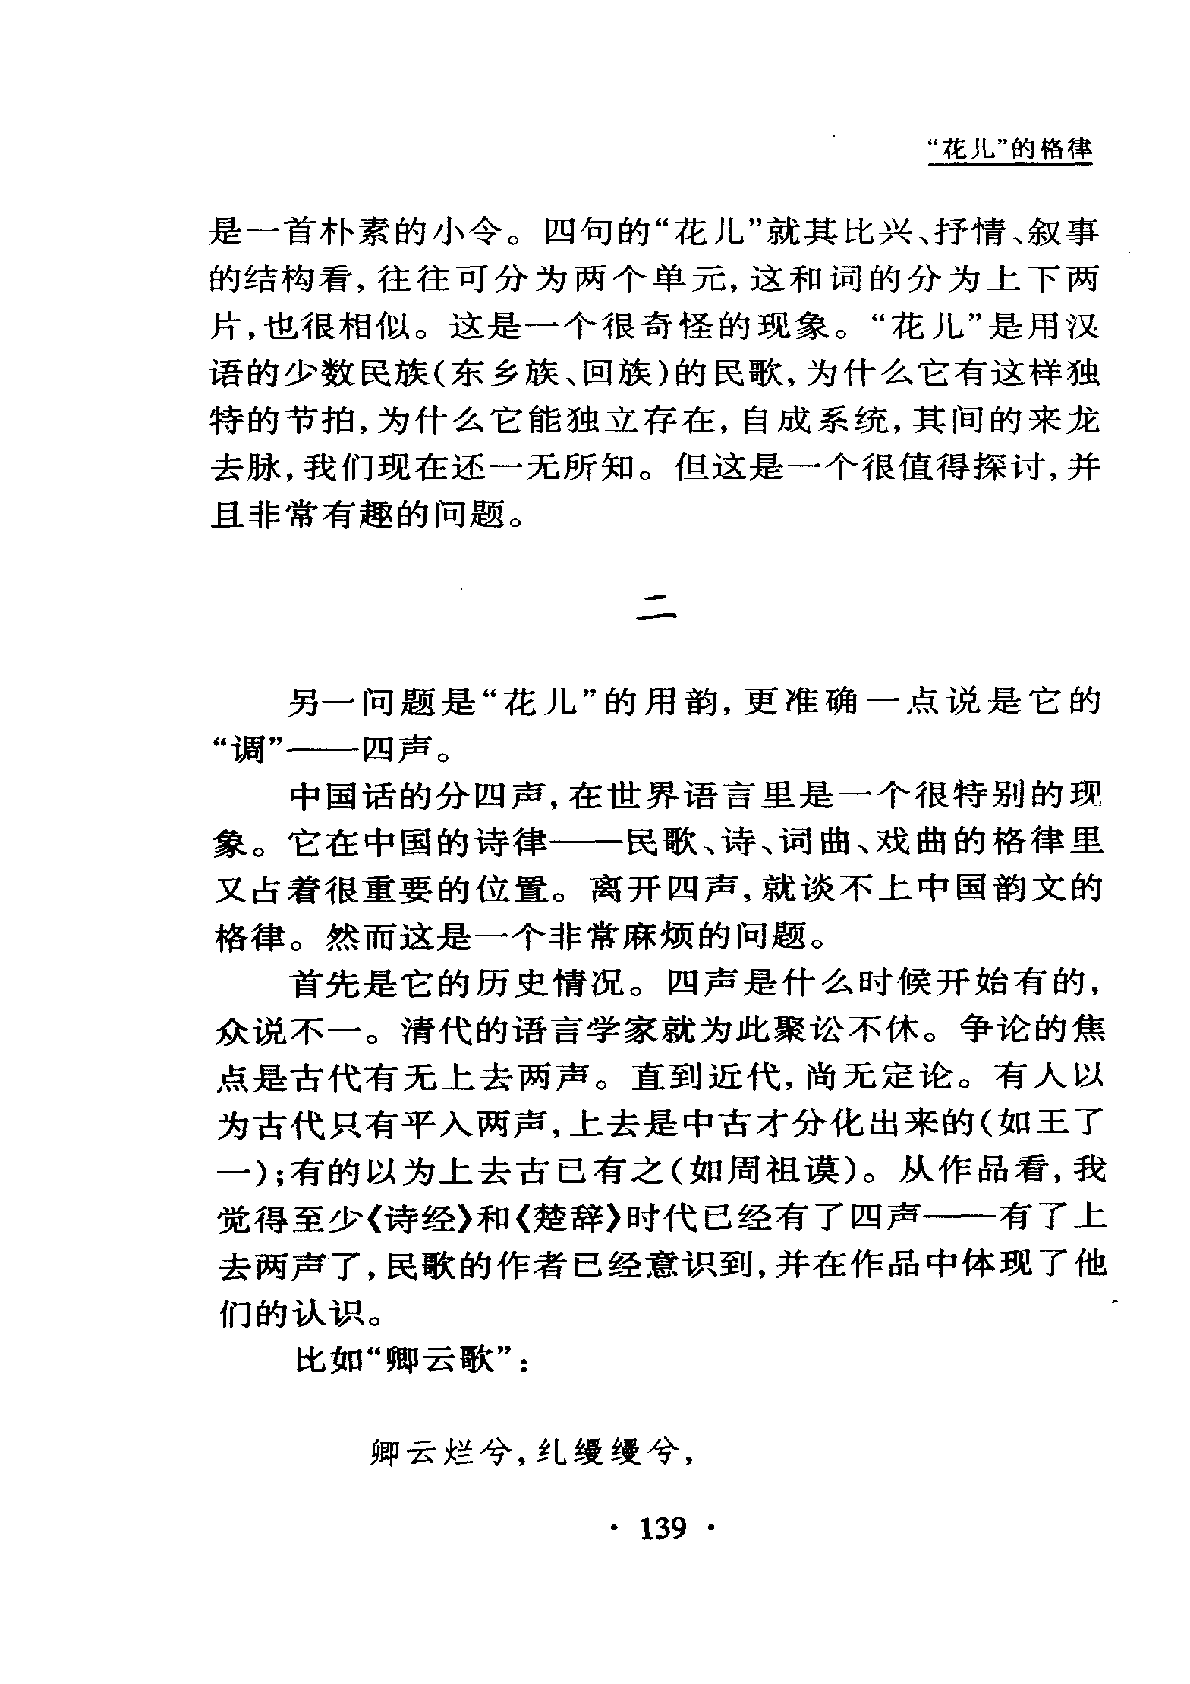 “花儿”的格律
是一首朴素的小令。四句的“花儿”就其比兴、抒情、叙事
的结构看,往往可分为两个单元,这和词的分为上下两
片,也很相似。这是一个很奇怪的现象。“花儿”是用汉
语的少数民族(东乡族、回族)的民歌,为什么它有这样独
特的节拍,为什么它能独立存在,自成系统,其间的来龙
去脉,我们现在还一无所知。但这是一个很值得探讨,并
且非常有趣的问题。
二
另一问题是“花儿”的用韵,更准确一点说是它的
“调”——四声。
中国话的分四声,在世界语言里是一个很特别的现
象。它在中国的诗律——民歌、诗、词曲、戏曲的格律里
又占着很重要的位置。离开四声,就谈不上中国韵文的
格律。然而这是一个非常麻烦的问题。
首先是它的历史情况。四声是什么时候开始有的,
众说不一。清代的语言学家就为此聚讼不休。争论的焦
点是古代有无上去两声。直到近代,尚无定论。有人以
为古代只有平入两声,上去是中古才分化出来的(如王了
一);有的以为上去古已有之(如周祖谟)。从作品看,我
觉得至少《诗经》和《楚辞》时代已经有了四声——有了上
去两声了,民歌的作者已经意识到,并在作品中体现了他
们的认识。
比如“卿云歌”:
卿云烂兮,糺缦缦兮,
· 139 ·